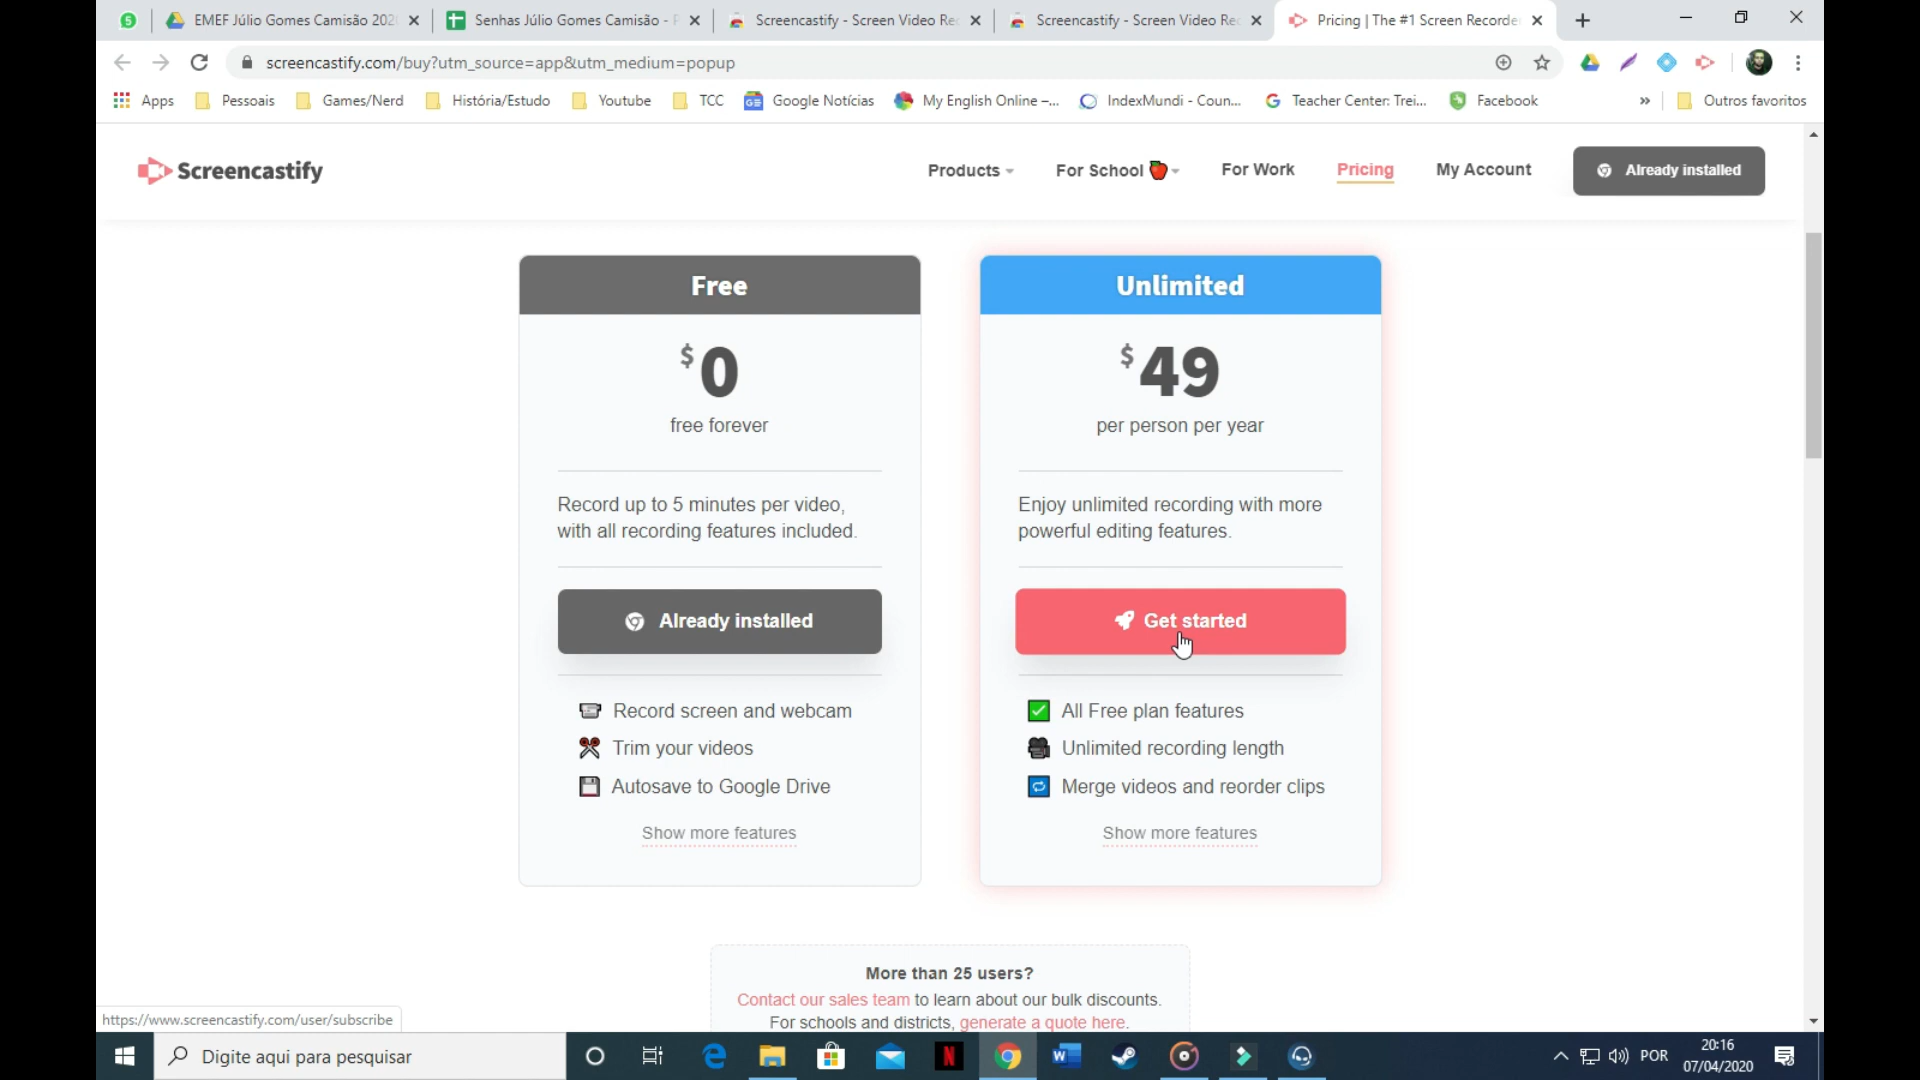 EMEF Júlio Gomes Camisão 202
Senhas Júlio Gomes Camisão - P
Screencastify - Screen Video Re
Screencastify - Screen Video Re
Pricing | The #1 Screen Recorde
screencastify.com/buy?utm_source=app&utm_medium=popup
Apps
Pessoais
Games/Nerd
História/Estudo
Youtube
TCC
Google Notícias
My English Online –...
IndexMundi - Coun...
Teacher Center: Trei...
Facebook
»
Outros favoritos
Screencastify
Products
For School
For Work
Pricing
My Account
Already installed
Free
$0
free forever
Record up to 5 minutes per video,
with all recording features included.
Already installed
Record screen and webcam
Trim your videos
Autosave to Google Drive
Show more features
Unlimited
$49
per person per year
Enjoy unlimited recording with more
powerful editing features.
Get started
All Free plan features
Unlimited recording length
Merge videos and reorder clips
Show more features
More than 25 users?
Contact our sales team to learn about our bulk discounts.
For schools and districts, generate a quote here.
https://www.screencastify.com/user/subscribe
Digite aqui para pesquisar
POR
20:16
07/04/2020